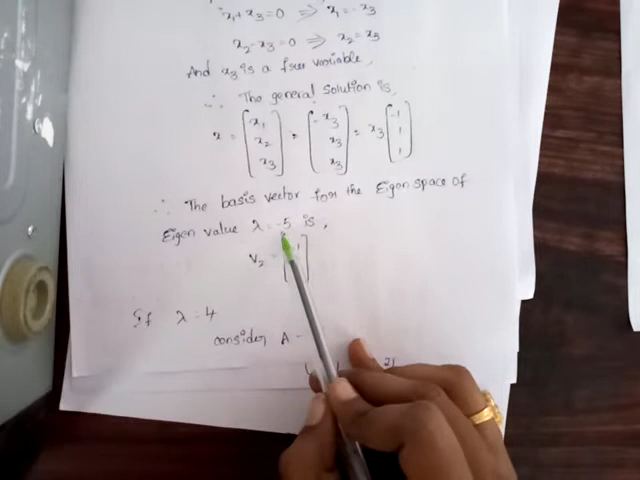 x₁+x₃=0 ⇒ x₁=-x₃
x₂-x₃=0 ⇒ x₂=x₃
And x₃ is a free variable,
∴ The general solution is,
x = [x₁ x₂ x₃] = [-x₃ x₃ x₃] = x₃ [-1 1 1]
∴ The basis vector for the Eigen space of
Eigen value λ=-5 is,
v₂ =
If λ=4
consider A-